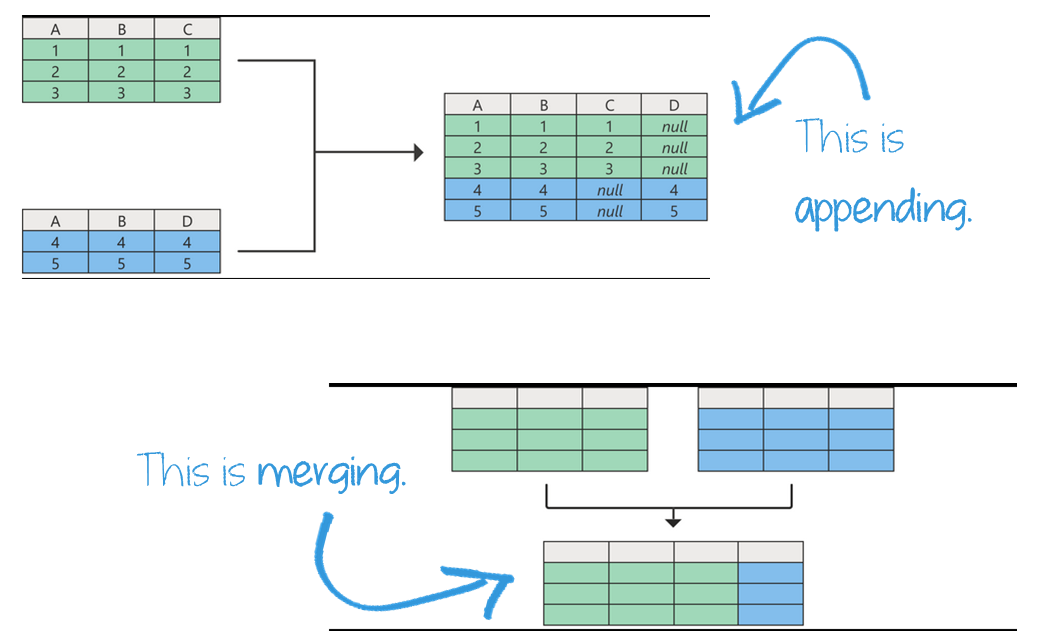 A B C
1 1 1
2 2 2
3 3 3
A B D
4 4 4
5 5 5
A B C D
1 1 1 null
2 2 2 null
3 3 3 null
4 4 null 4
5 5 null 5
This is
appending.
This is merging.